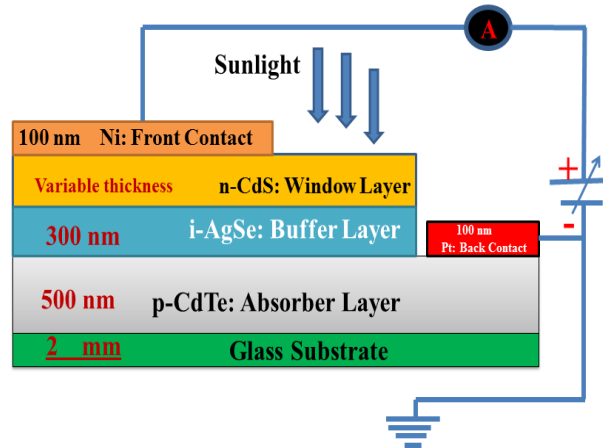 A
Sunlight
100 nm Ni: Front Contact
Variable thickness n-CdS: Window Layer
+
300 nm i-AgSe: Buffer Layer
100 nm
Pt: Back Contact
-
500 nm p-CdTe: Absorber Layer
2 mm Glass Substrate